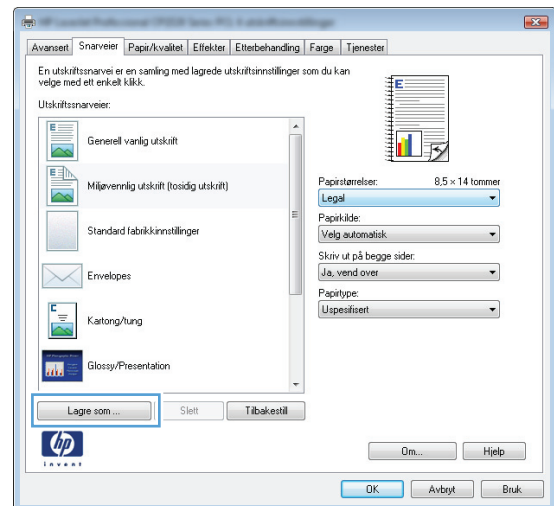 Avansert Snarveier Papir/kvalitet Effekter Etterbehandling Farge Tjenester
En utskriftssnarvei er en samling med lagrede utskriftsinnstillinger som du kan
velge med ett enkelt klikk.
Utskriftssnarveier:
Generell vanlig utskrift
Miljøvennlig utskrift (tosidig utskrift)
Standard fabrikkinnstillinger
Envelopes
Kartong/tung
Glossy/Presentation
Lagre som ... Slett Tilbakestill
Papirstørrelser: 8,5 × 14 tommer
Legal
Papirkilde:
Velg automatisk
Skriv ut på begge sider:
Ja, vend over
Papirtype:
Uspesifisert
hp
invent
Om... Hjelp
OK Avbryt Bruk